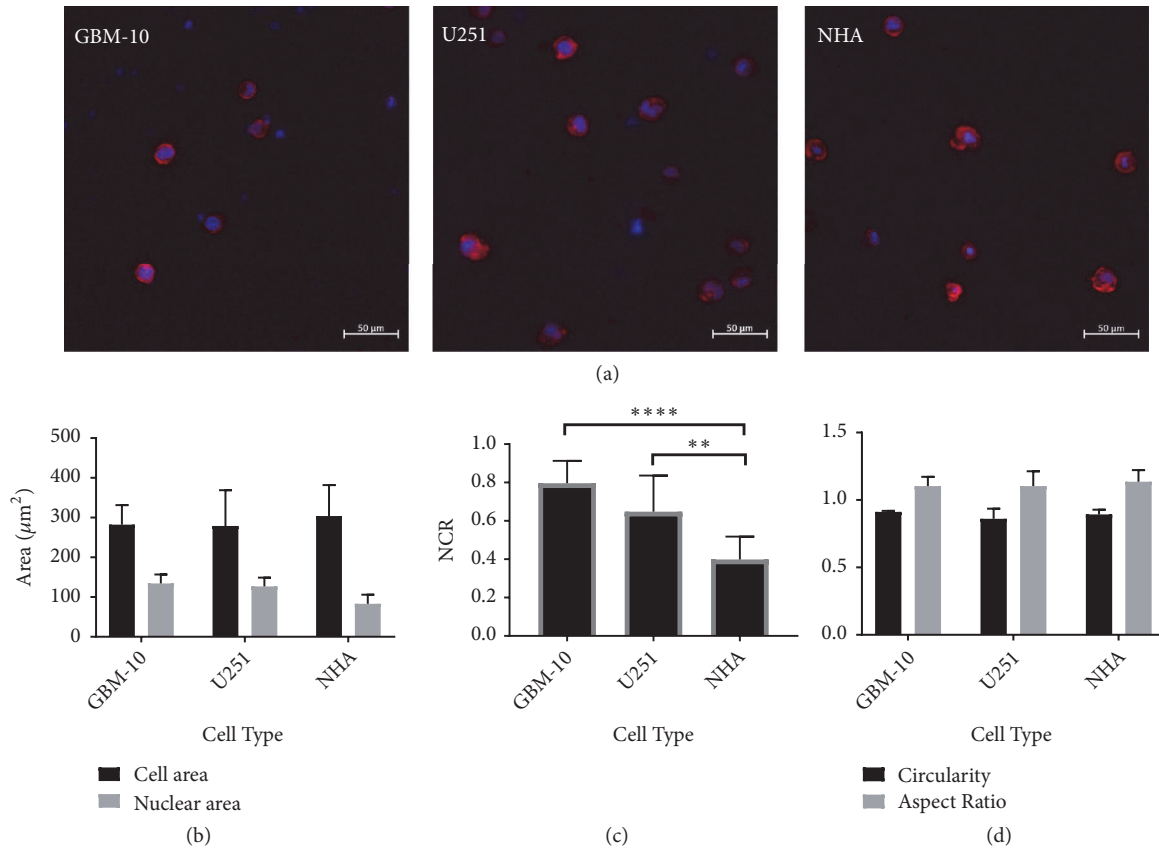 GBM-10
U251
NHA
50 μm
50 μm
50 μm
(a)
500
400
300
200
100
0
Area (μm²)
GBM-10
U251
NHA
Cell Type
Cell area
Nuclear area
(b)
****
**
1.0
0.8
0.6
0.4
0.2
0.0
NCR
GBM-10
U251
NHA
Cell Type
(c)
1.5
1.0
0.5
0.0
GBM-10
U251
NHA
Cell Type
Circularity
Aspect Ratio
(d)